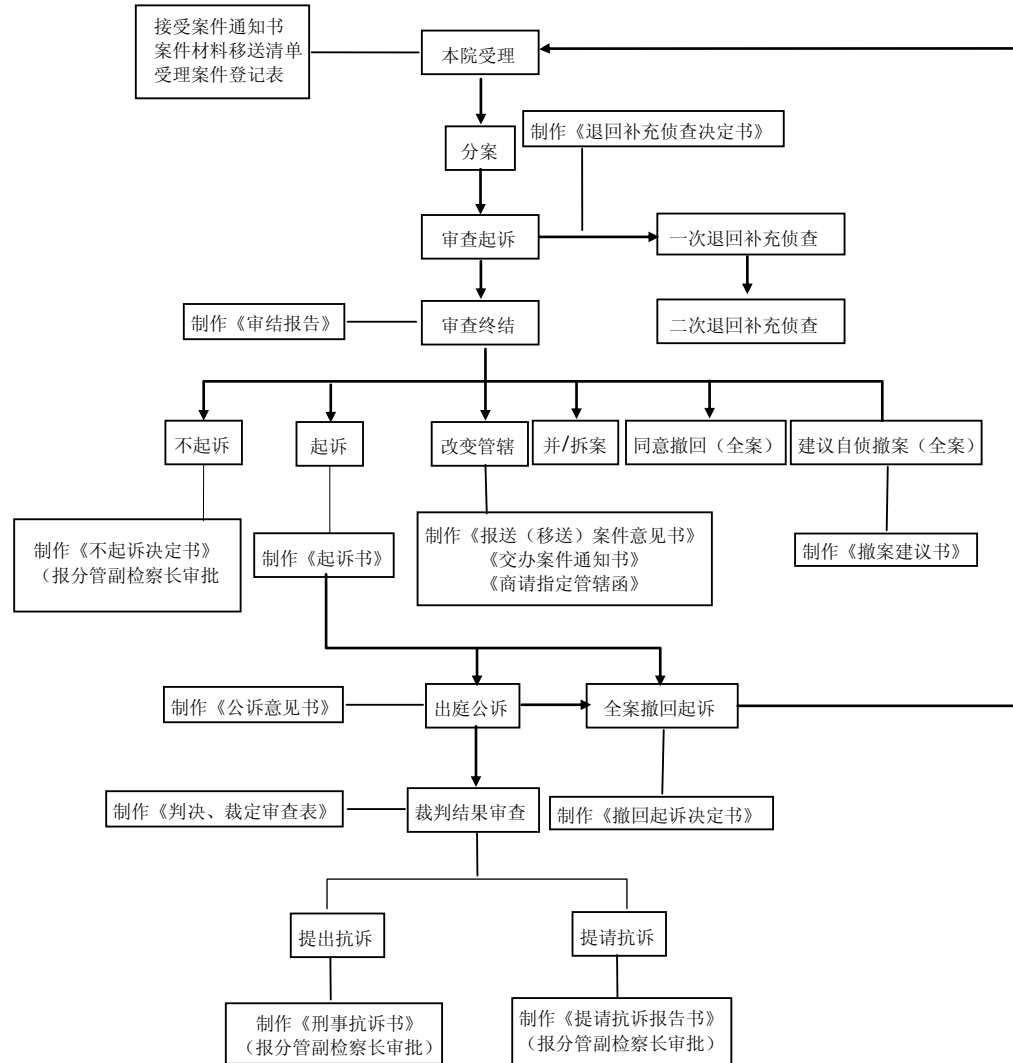 接受案件通知书
案件材料移送清单
受理案件登记表
本院受理
制作《退回补充侦查决定书》
分案
审查起诉
一次退回补充侦查
制作《审结报告》
审查终结
二次退回补充侦查
不起诉
起诉
改变管辖
并/拆案
同意撤回（全案）
建议自侦撤案（全案）
制作《不起诉决定书》
（报分管副检察长审批
制作《起诉书》
制作《报送（移送）案件意见书》
《交办案件通知书》
《商请指定管辖函》
制作《撤案建议书》
制作《公诉意见书》
出庭公诉
全案撤回起诉
制作《判决、裁定审查表》
裁判结果审查
制作《撤回起诉决定书》
提出抗诉
提请抗诉
制作《刑事抗诉书》
（报分管副检察长审批）
制作《提请抗诉报告书》
（报分管副检察长审批）